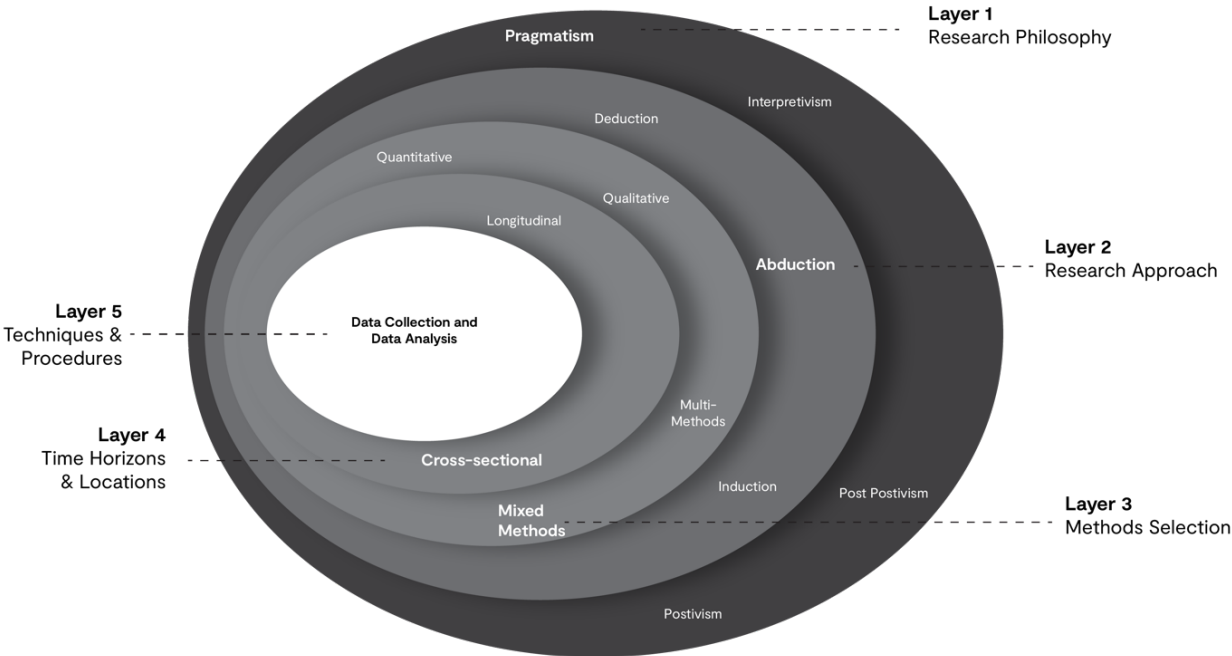 Layer 1
Research Philosophy
Pragmatism
Interpretivism
Deduction
Quantitative
Qualitative
Longitudinal
Layer 2
Research Approach
Abduction
Layer 5
Techniques &
Procedures
Data Collection and
Data Analysis
Multi-
Methods
Layer 4
Time Horizons
& Locations
Cross-sectional
Induction
Post Postivism
Layer 3
Methods Selection
Mixed
Methods
Postivism